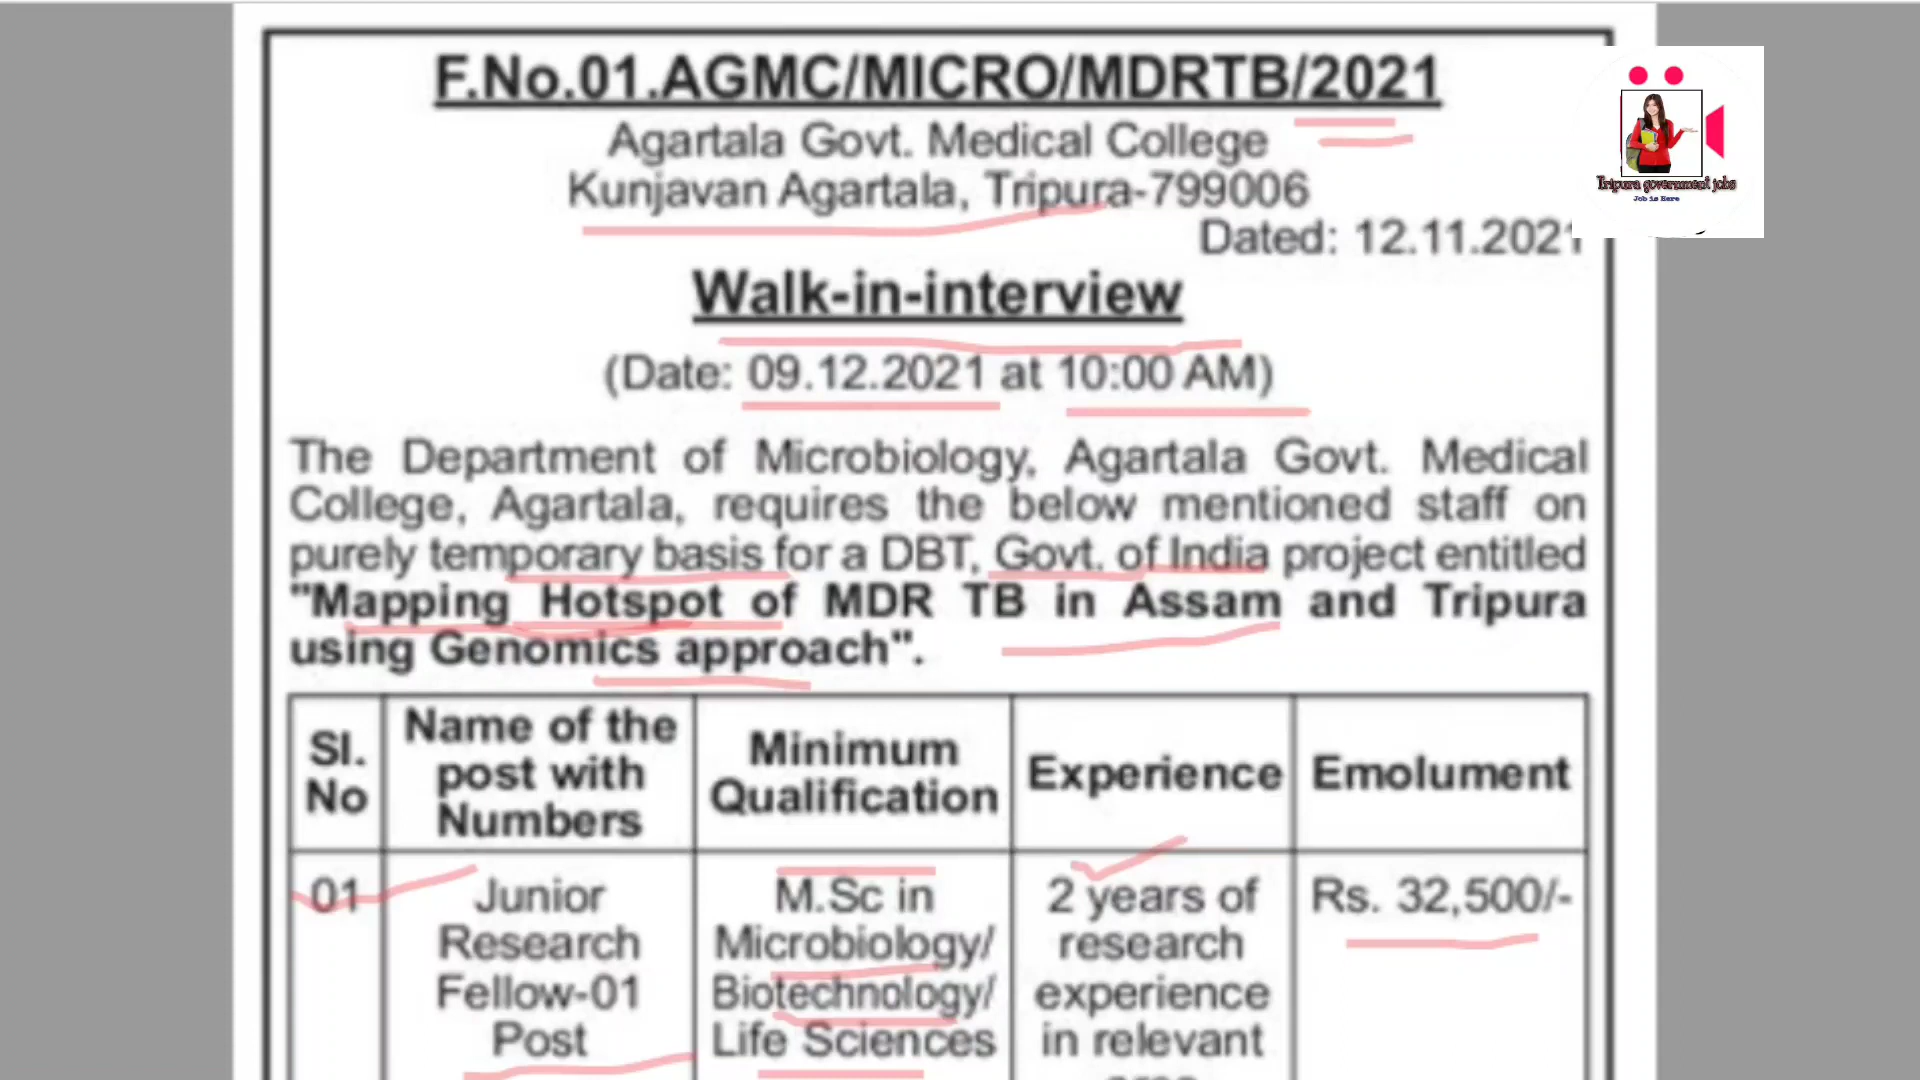 F.No.01.AGMC/MICRO/MDRTB/2021
Agartala Govt. Medical College
Kunjavan Agartala, Tripura-799006
Dated: 12.11.2021
Walk-in-interview
(Date: 09.12.2021 at 10:00 AM)
The Department of Microbiology, Agartala Govt. Medical
College, Agartala, requires the below mentioned staff on
purely temporary basis for a DBT, Govt. of India project entitled
"Mapping Hotspot of MDR TB in Assam and Tripura
using Genomics approach".
Sl. No
Name of the post with Numbers
Minimum Qualification
Experience
Emolument
01
Junior
Research
Fellow-01
Post
M.Sc in
Microbiology/
Biotechnology/
Life Sciences
2 years of
research
experience
in relevant
Rs. 32,500/-
Tripura government jobs
Job is Here